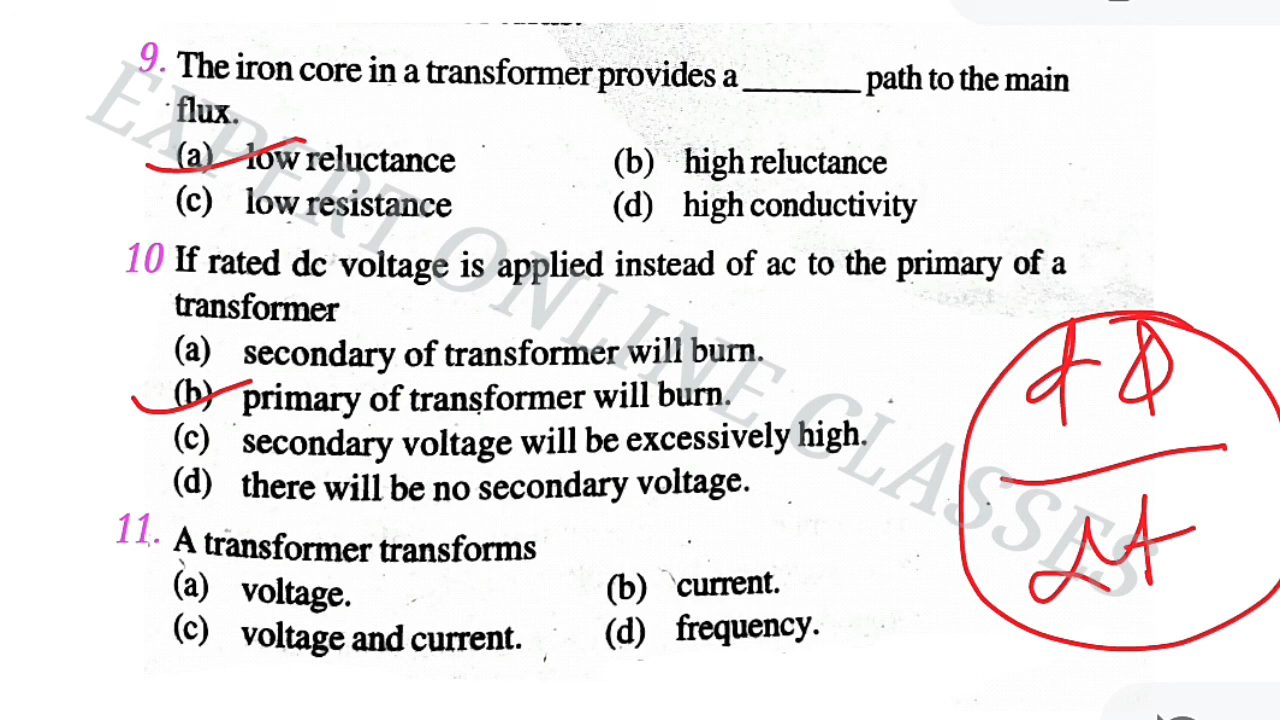 9. The iron core in a transformer provides a ________ path to the main
flux.
(a) low reluctance (b) high reluctance
(c) low resistance (d) high conductivity
10 If rated dc voltage is applied instead of ac to the primary of a
transformer
(a) secondary of transformer will burn.
(b) primary of transformer will burn.
(c) secondary voltage will be excessively high.
(d) there will be no secondary voltage.
11. A transformer transforms
(a) voltage. (b) current.
(c) voltage and current. (d) frequency.
EXPERT ONLINE CLASSES
dΦ
dt